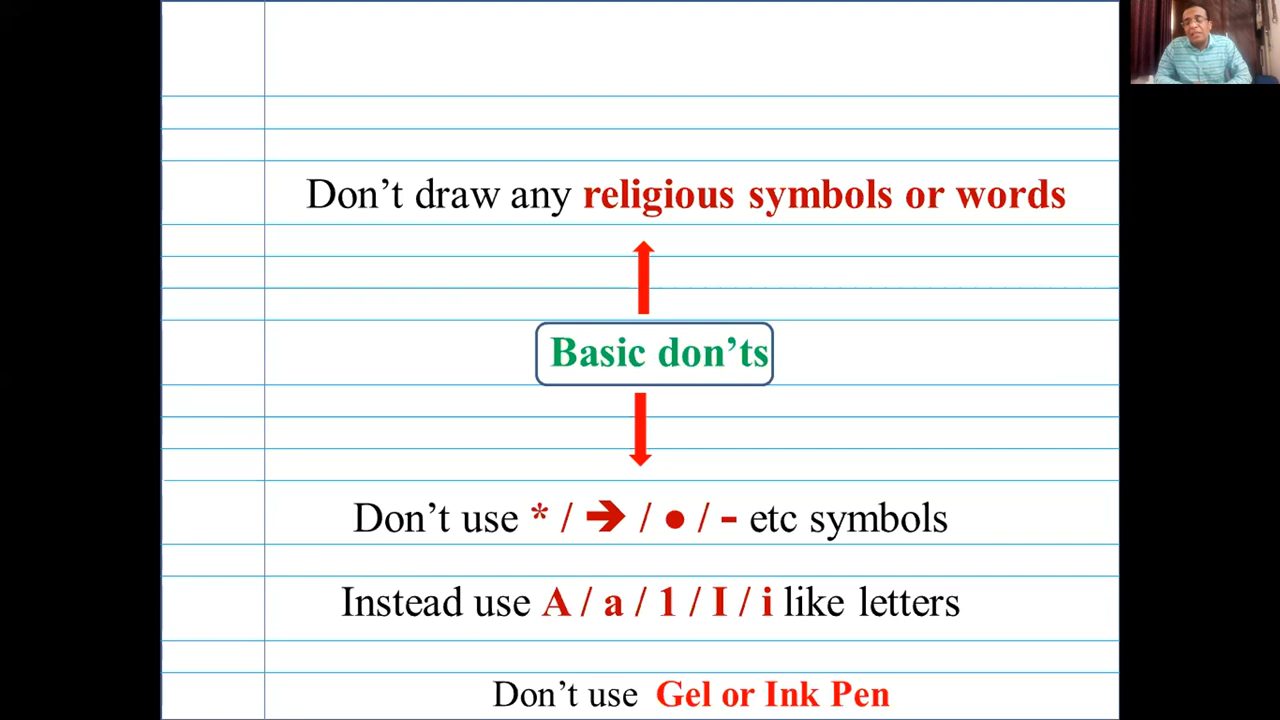 Don’t draw any religious symbols or words
Basic don’ts
Don’t use * / ➔ / ● / - etc symbols
Instead use A / a / 1 / I / i like letters
Don’t use Gel or Ink Pen